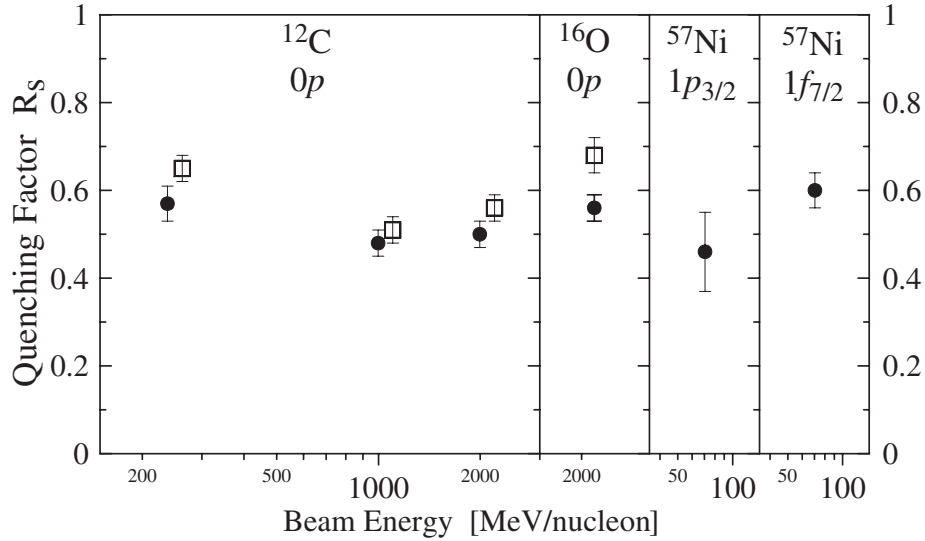 1
¹²C
¹⁶O
⁵⁷Ni
⁵⁷Ni
1
0p
0p
1p₃/₂
1f₇/₂
0.8
0.8
0.6
0.6
0.4
0.4
0.2
0.2
0
0
Quenching Factor Rₛ
200
500
1000
2000
2000
50
100
50
100
Beam Energy [MeV/nucleon]